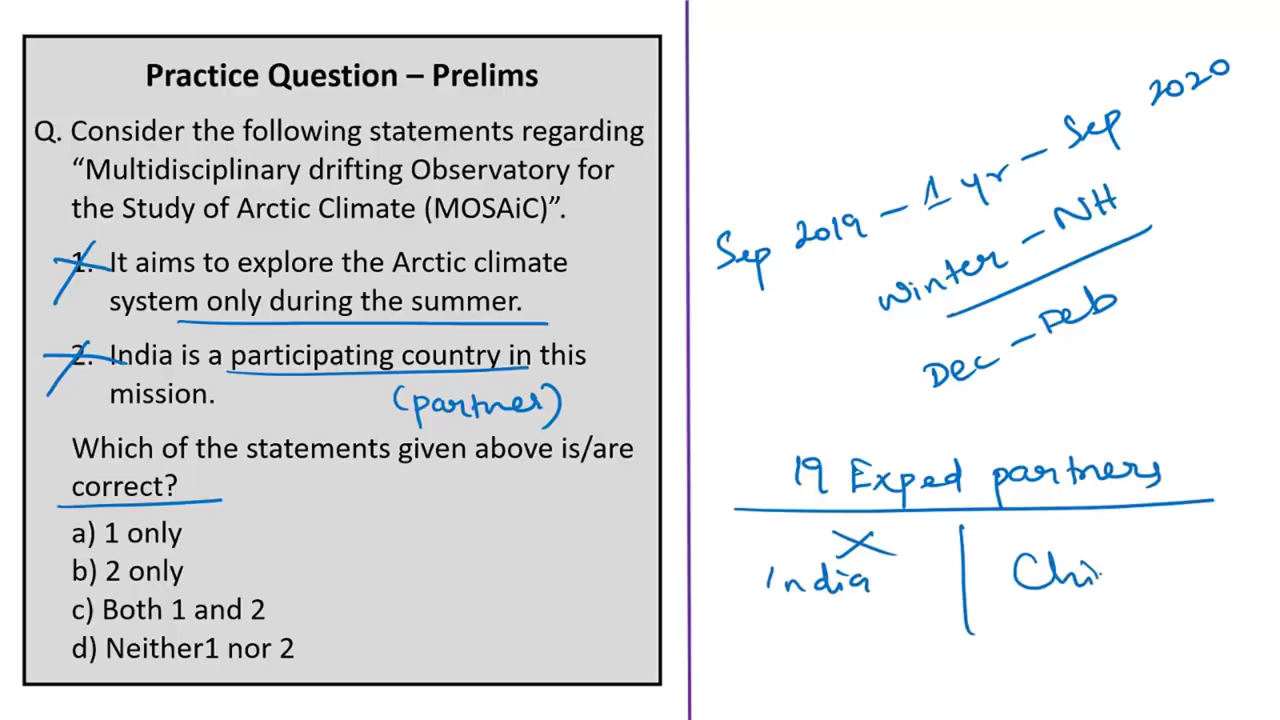 Practice Question – Prelims
Q. Consider the following statements regarding
“Multidisciplinary drifting Observatory for
the Study of Arctic Climate (MOSAiC)”.
1. It aims to explore the Arctic climate
system only during the summer.
2. India is a participating country in this
mission.
(partner)
Which of the statements given above is/are
correct?
a) 1 only
b) 2 only
c) Both 1 and 2
d) Neither1 nor 2
Sep 2019 – 1 yr – Sep 2020
Winter – NH
Dec – Feb
19 Exped partners
India
Chi